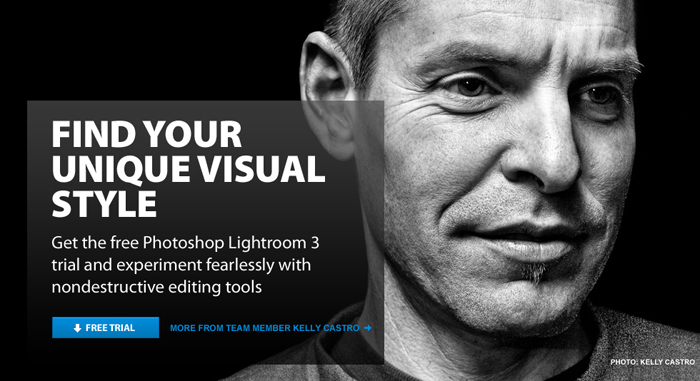 FIND YOUR
UNIQUE VISUAL
STYLE
Get the free Photoshop Lightroom 3
trial and experiment fearlessly with
nondestructive editing tools
FREE TRIAL
MORE FROM TEAM MEMBER KELLY CASTRO
PHOTO: KELLY CASTRO